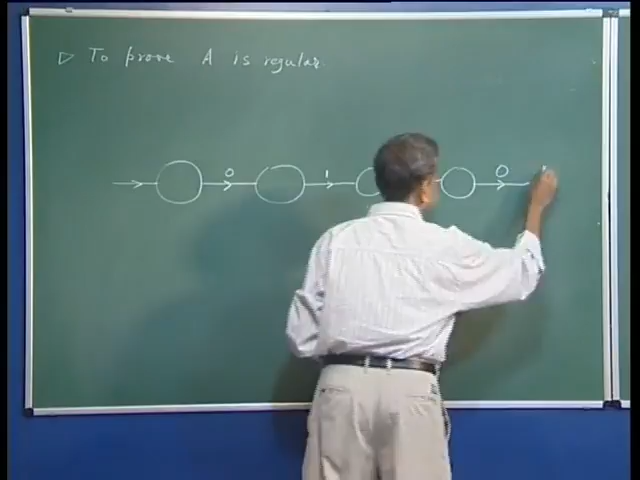 ▷ To prove A is regular.
0 1 0